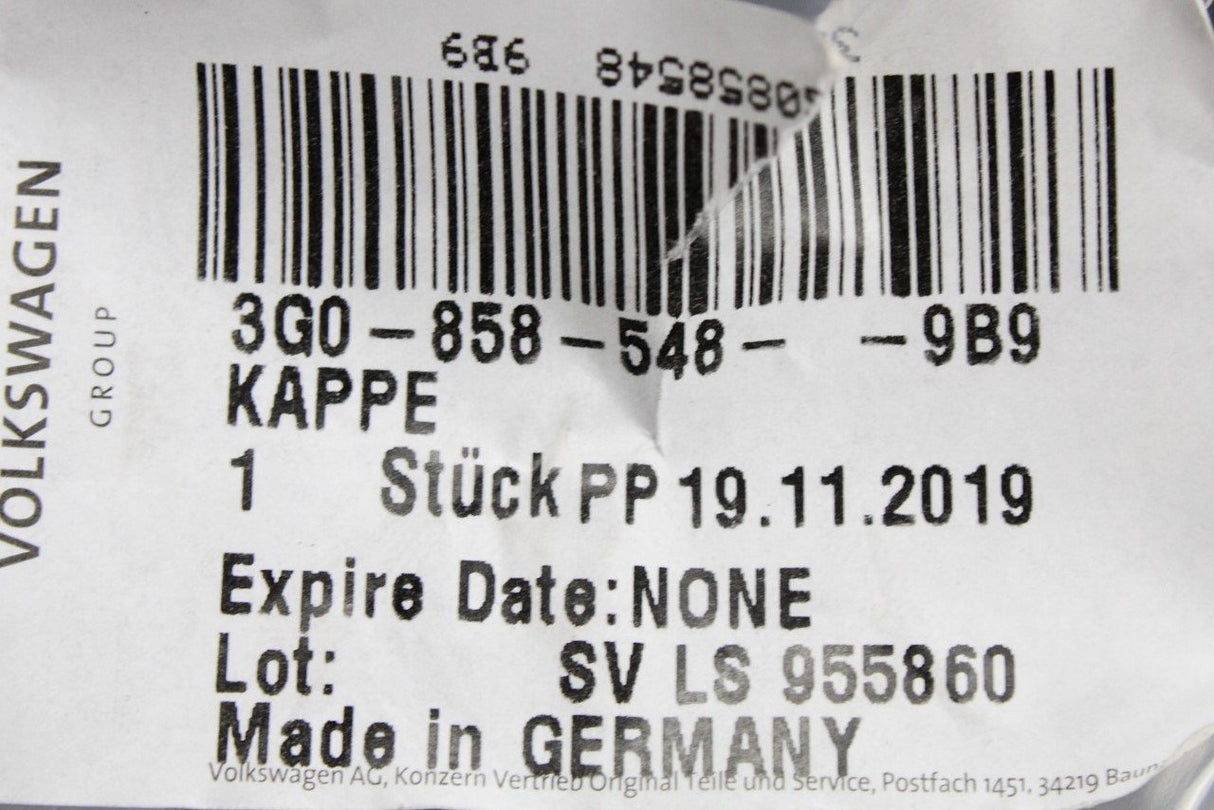 VOLKSWAGEN
GROUP
3G0858548 9B9
3G0-858-548- -9B9
KAPPE
1 Stück PP 19.11.2019
Expire Date:NONE
Lot: SV LS 955860
Made in GERMANY
Volkswagen AG, Konzern Vertrieb Original Teile und Service, Postfach 1451, 34219